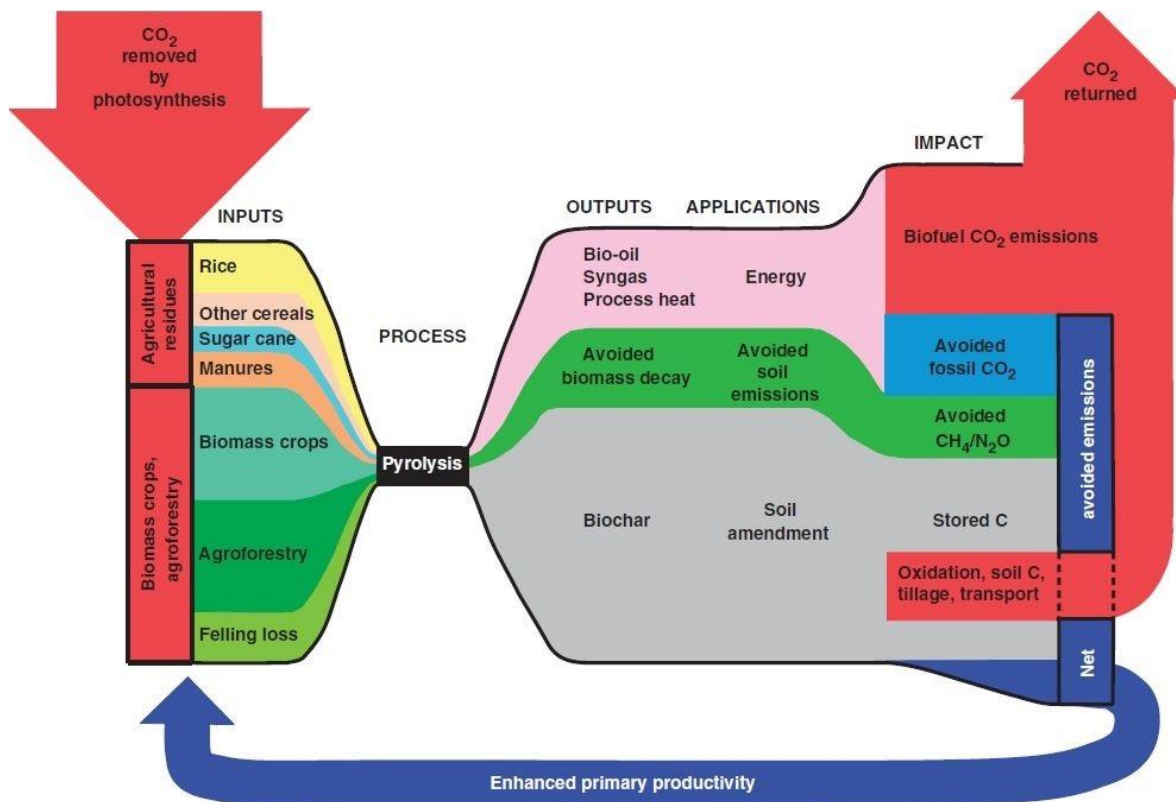 CO2
removed
by
photosynthesis
CO2
returned
INPUTS
PROCESS
OUTPUTS
APPLICATIONS
IMPACT
Agricultural
residues
Biomass crops,
agroforestry
Rice
Other cereals
Sugar cane
Manures
Biomass crops
Agroforestry
Felling loss
Pyrolysis
Bio-oil
Syngas
Process heat
Energy
Biofuel CO2 emissions
Avoided
biomass decay
Avoided
soil
emissions
Avoided
fossil CO2
Avoided
CH4/N2O
Biochar
Soil
amendment
Stored C
Oxidation, soil C,
tillage, transport
avoided emissions
Net
Enhanced primary productivity